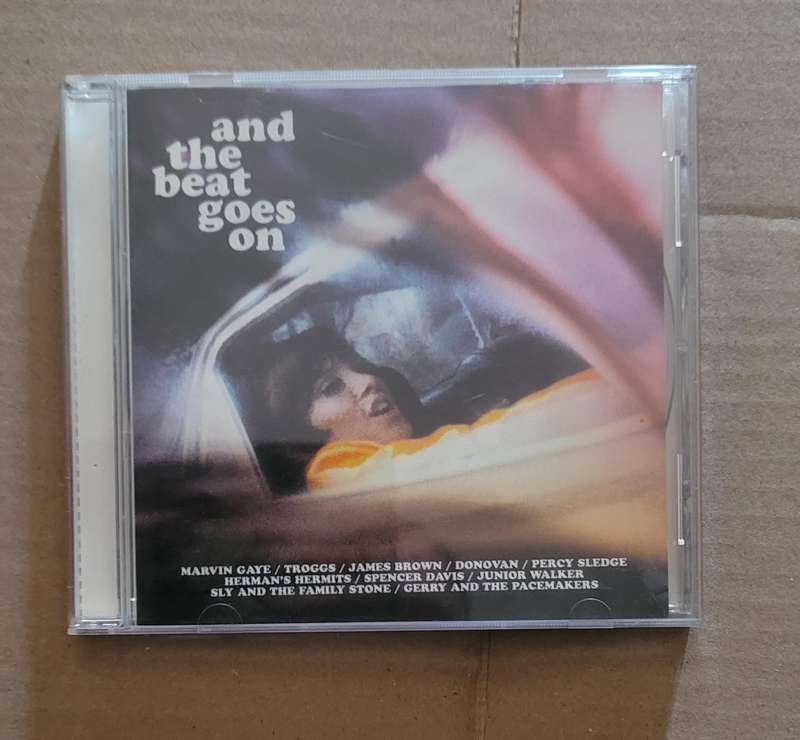 and
the
beat
goes
on
MARVIN GAYE / TROGGS / JAMES BROWN / DONOVAN / PERCY SLEDGE
HERMAN'S HERMITS / SPENCER DAVIS / JUNIOR WALKER
SLY AND THE FAMILY STONE / GERRY AND THE PACEMAKERS